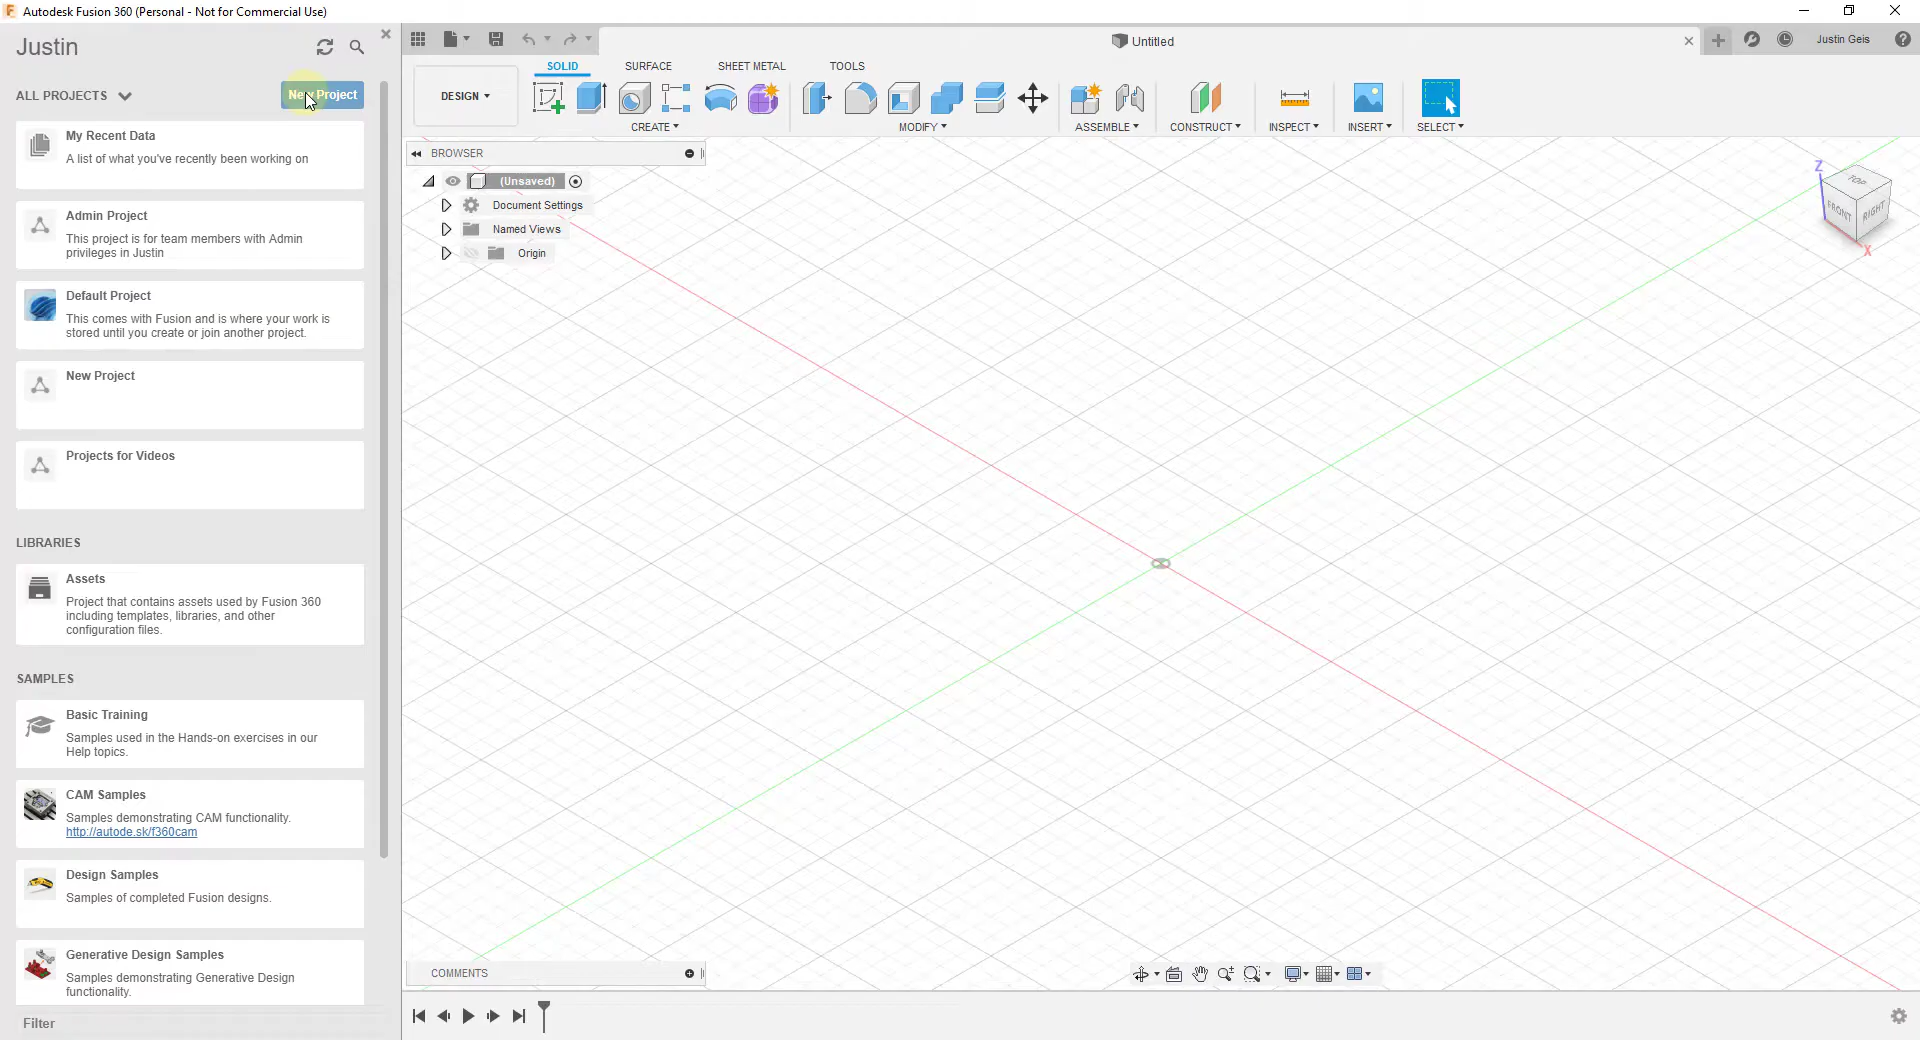 Autodesk Fusion 360 (Personal - Not for Commercial Use)
Justin
Untitled
Justin Geis
ALL PROJECTS
New Project
DESIGN
SOLID
SURFACE
SHEET METAL
TOOLS
CREATE
MODIFY
ASSEMBLE
CONSTRUCT
INSPECT
INSERT
SELECT
My Recent Data
A list of what you've recently been working on
Admin Project
This project is for team members with Admin
privileges in Justin
Default Project
This comes with Fusion and is where your work is
stored until you create or join another project.
New Project
Projects for Videos
LIBRARIES
Assets
Project that contains assets used by Fusion 360
including templates, libraries, and other
configuration files.
SAMPLES
Basic Training
Samples used in the Hands-on exercises in our
Help topics.
CAM Samples
Samples demonstrating CAM functionality.
http://autode.sk/f360cam
Design Samples
Samples of completed Fusion designs.
Generative Design Samples
Samples demonstrating Generative Design
functionality.
Filter
BROWSER
(Unsaved)
Document Settings
Named Views
Origin
Z
TOP
FRONT
RIGHT
X
COMMENTS